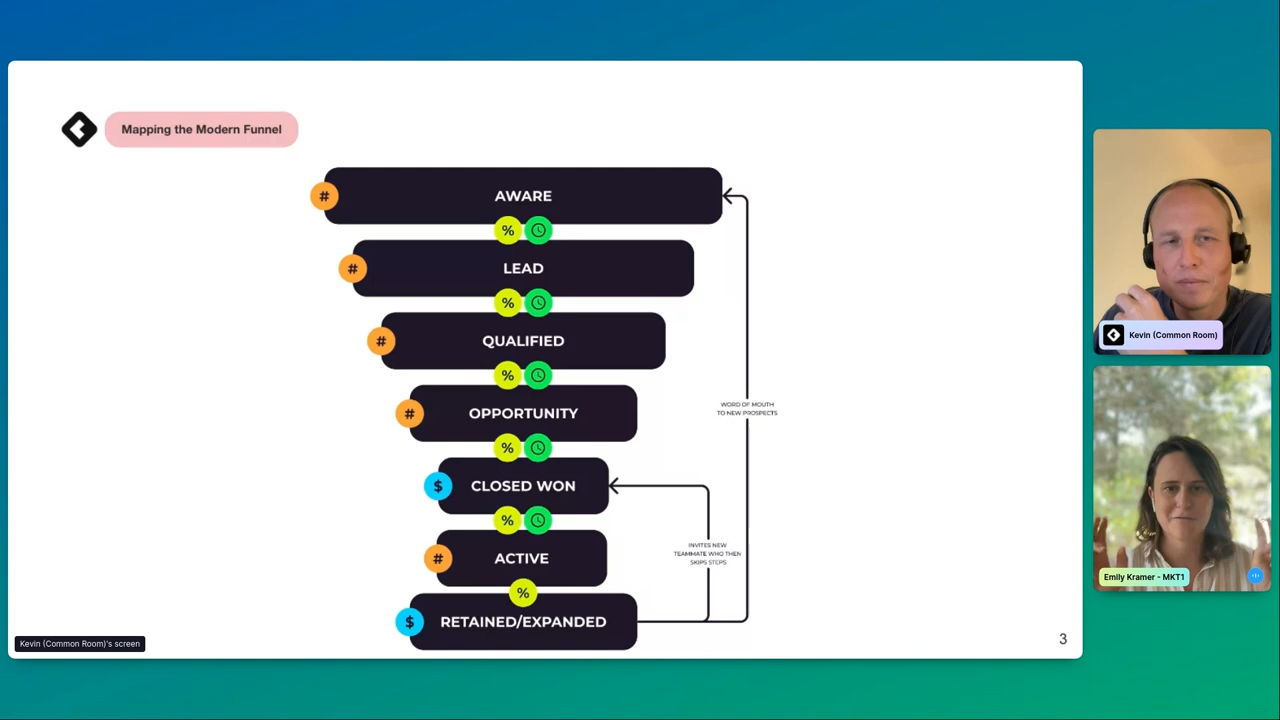 Mapping the Modern Funnel
#
AWARE
%
#
LEAD
%
#
QUALIFIED
%
#
OPPORTUNITY
%
$
CLOSED WON
%
#
ACTIVE
%
$
RETAINED/EXPANDED
WORD OF MOUTH
TO NEW PROSPECTS
INVITES NEW
TEAMMATE WHO THEN
SKIPS STEPS
3
Kevin (Common Room)'s screen
Kevin (Common Room)
Emily Kramer - MKT1